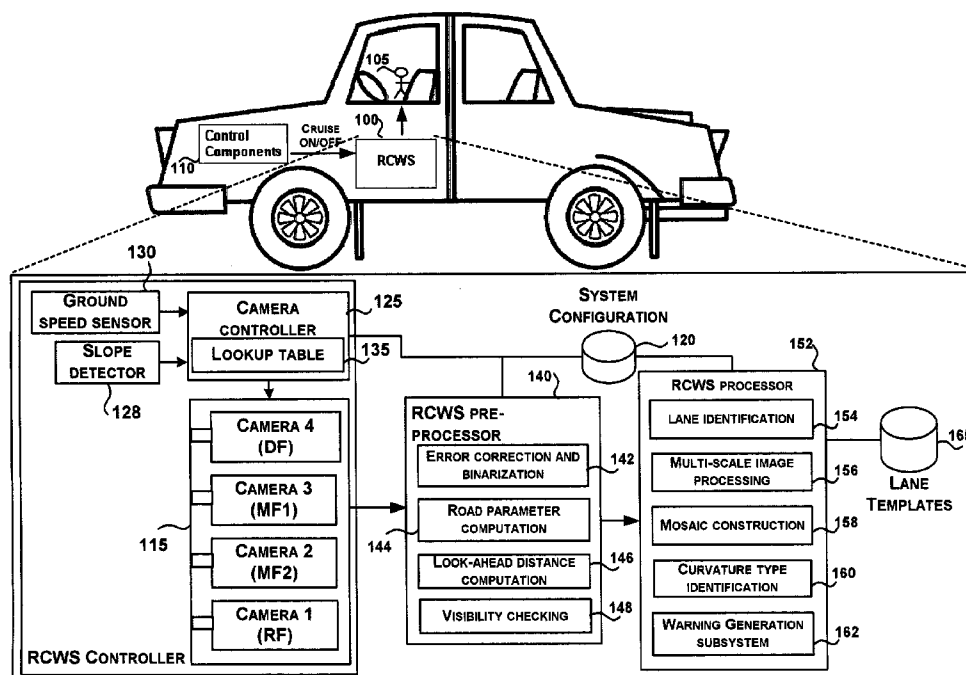 105
100
Control
Components
CRUISE
ON/OFF
RCWS
110
130
GROUND
SPEED SENSOR
CAMERA
CONTROLLER
125
LOOKUP TABLE
135
SLOPE
DETECTOR
128
SYSTEM
CONFIGURATION
120
152
140
CAMERA 4
(DF)
CAMERA 3
(MF1)
115
CAMERA 2
(MF2)
CAMERA 1
(RF)
RCWS CONTROLLER
RCWS PRE-
PROCESSOR
ERROR CORRECTION AND
BINARIZATION
142
ROAD PARAMETER
COMPUTATION
144
LOOK-AHEAD DISTANCE
COMPUTATION
146
VISIBILITY CHECKING
148
RCWS PROCESSOR
LANE IDENTIFICATION
154
MULTI-SCALE IMAGE
PROCESSING
156
MOSAIC CONSTRUCTION
158
CURVATURE TYPE
IDENTIFICATION
160
WARNING GENERATION
SUBSYSTEM
162
LANE
TEMPLATES